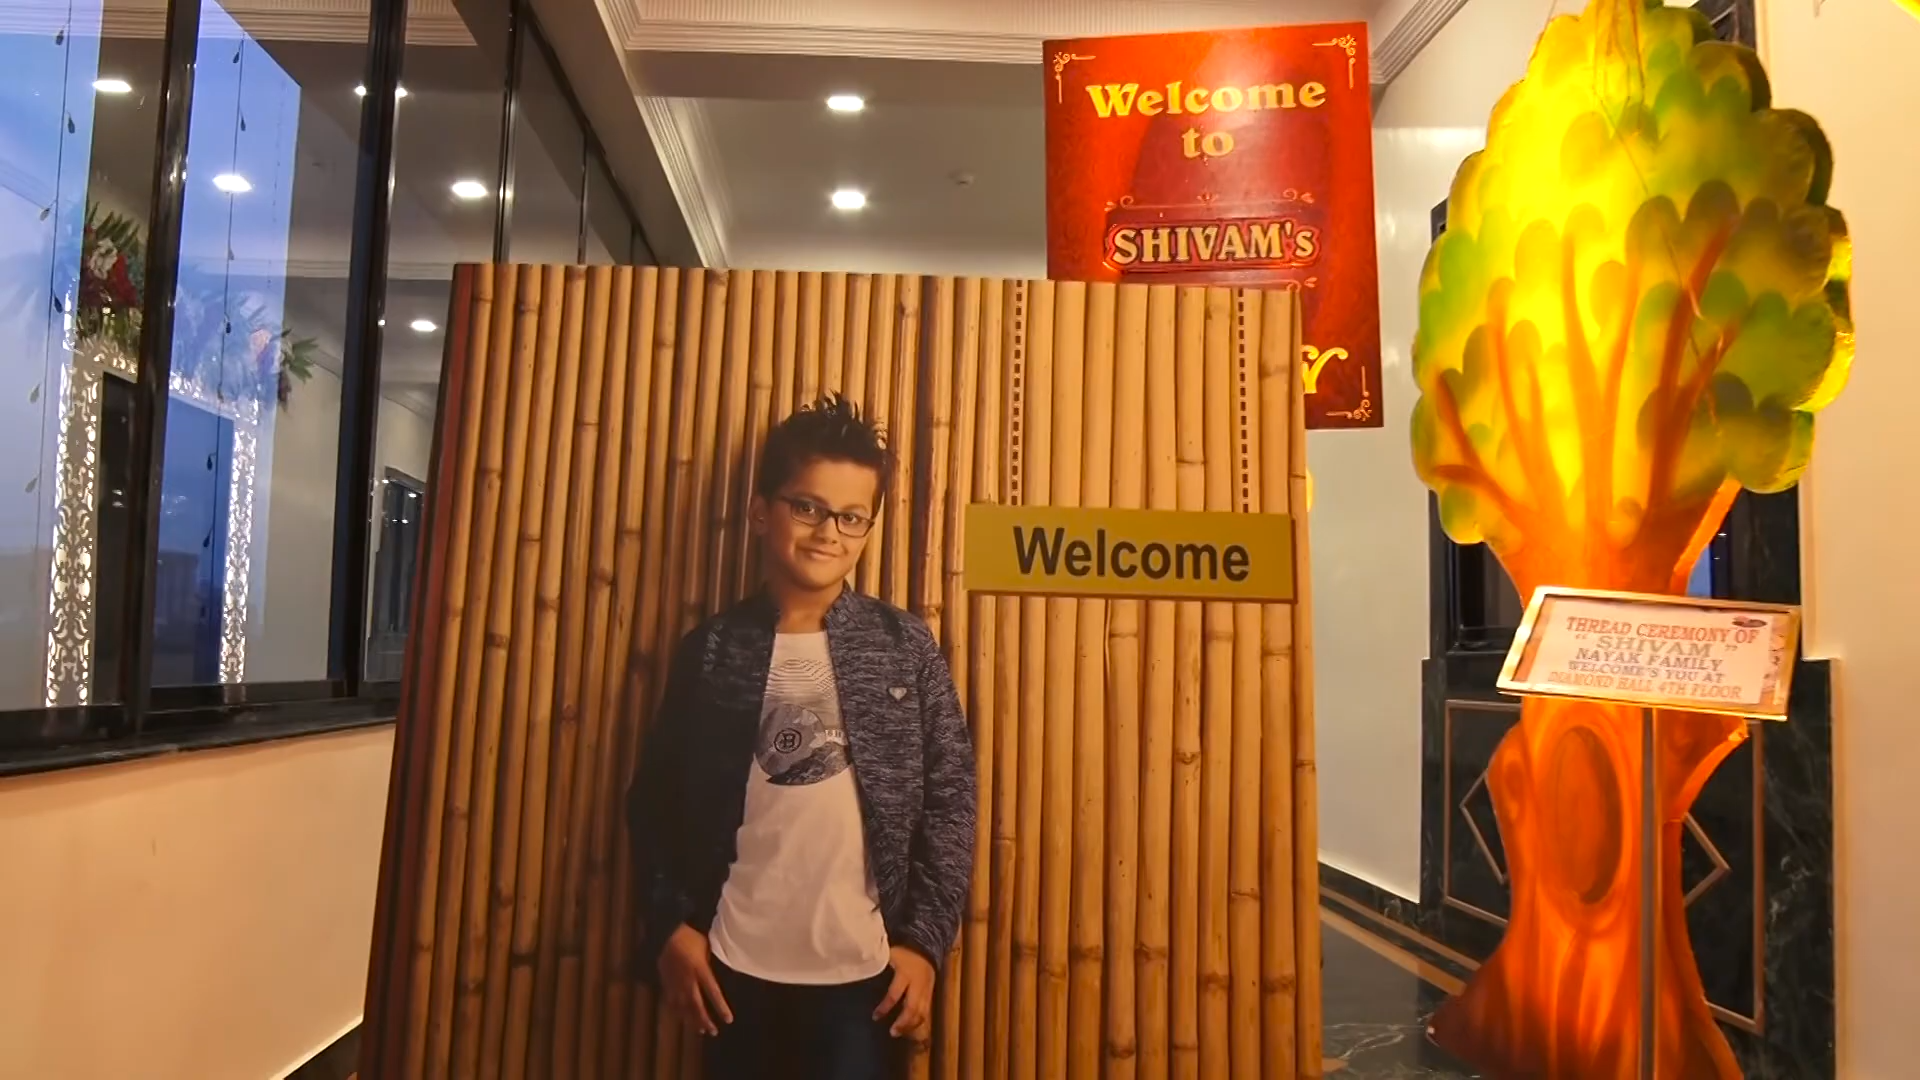 Welcome
to
SHIVAM's
Welcome
THREAD CEREMONY OF
“ SHIVAM ”
NAYAK FAMILY
WELCOME'S YOU AT
DIAMOND HALL 4TH FLOOR
B